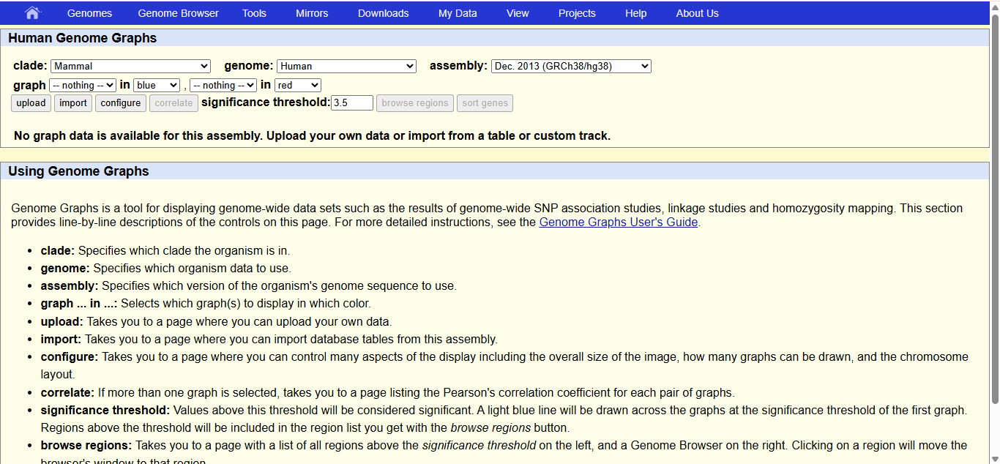 Genomes Genome Browser Tools Mirrors Downloads My Data View Projects Help About Us
Human Genome Graphs
clade: Mammal genome: Human assembly: Dec. 2013 (GRCh38/hg38)
graph -- nothing -- in blue , -- nothing -- in red
upload import configure correlate significance threshold: 3.5 browse regions sort genes
No graph data is available for this assembly. Upload your own data or import from a table or custom track.
Using Genome Graphs
Genome Graphs is a tool for displaying genome-wide data sets such as the results of genome-wide SNP association studies, linkage studies and homozygosity mapping. This section
provides line-by-line descriptions of the controls on this page. For more detailed instructions, see the Genome Graphs User's Guide.
• clade: Specifies which clade the organism is in.
• genome: Specifies which organism data to use.
• assembly: Specifies which version of the organism's genome sequence to use.
• graph ... in ...: Selects which graph(s) to display in which color.
• upload: Takes you to a page where you can upload your own data.
• import: Takes you to a page where you can import database tables from this assembly.
• configure: Takes you to a page where you can control many aspects of the display including the overall size of the image, how many graphs can be drawn, and the chromosome
layout.
• correlate: If more than one graph is selected, takes you to a page listing the Pearson's correlation coefficient for each pair of graphs.
• significance threshold: Values above this threshold will be considered significant. A light blue line will be drawn across the graphs at the significance threshold of the first graph.
Regions above the threshold will be included in the region list you get with the browse regions button.
• browse regions: Takes you to a page with a list of all regions above the significance threshold on the left, and a Genome Browser on the right. Clicking on a region will move the
browser's window to that region.